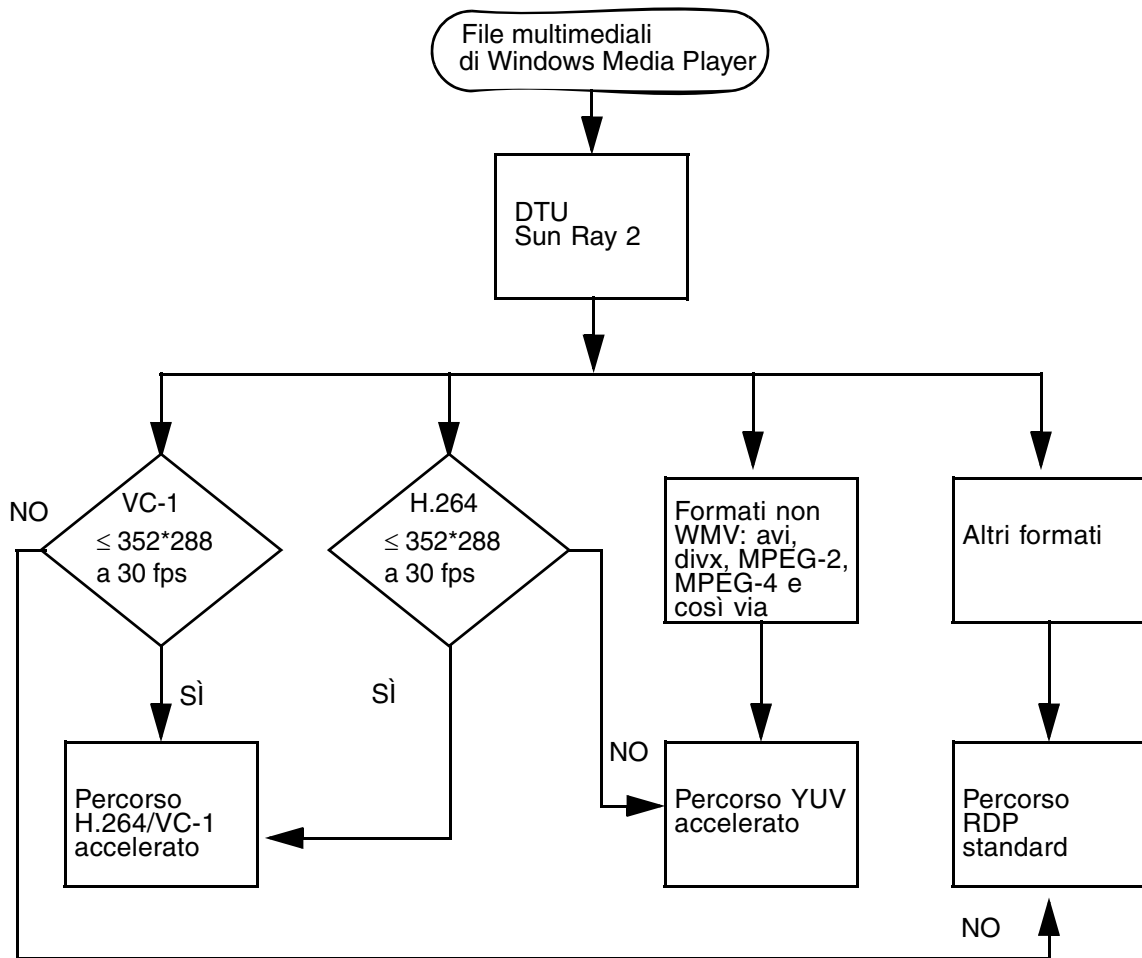 File multimediali
di Windows Media Player
DTU
Sun Ray 2
NO
VC-1
≤ 352*288
a 30 fps
H.264
≤ 352*288
a 30 fps
Formati non
WMV: avi,
divx, MPEG-2,
MPEG-4 e
così via
Altri formati
SÌ
SÌ
NO
Percorso
H.264/VC-1
accelerato
Percorso YUV
accelerato
Percorso
RDP
standard
NO